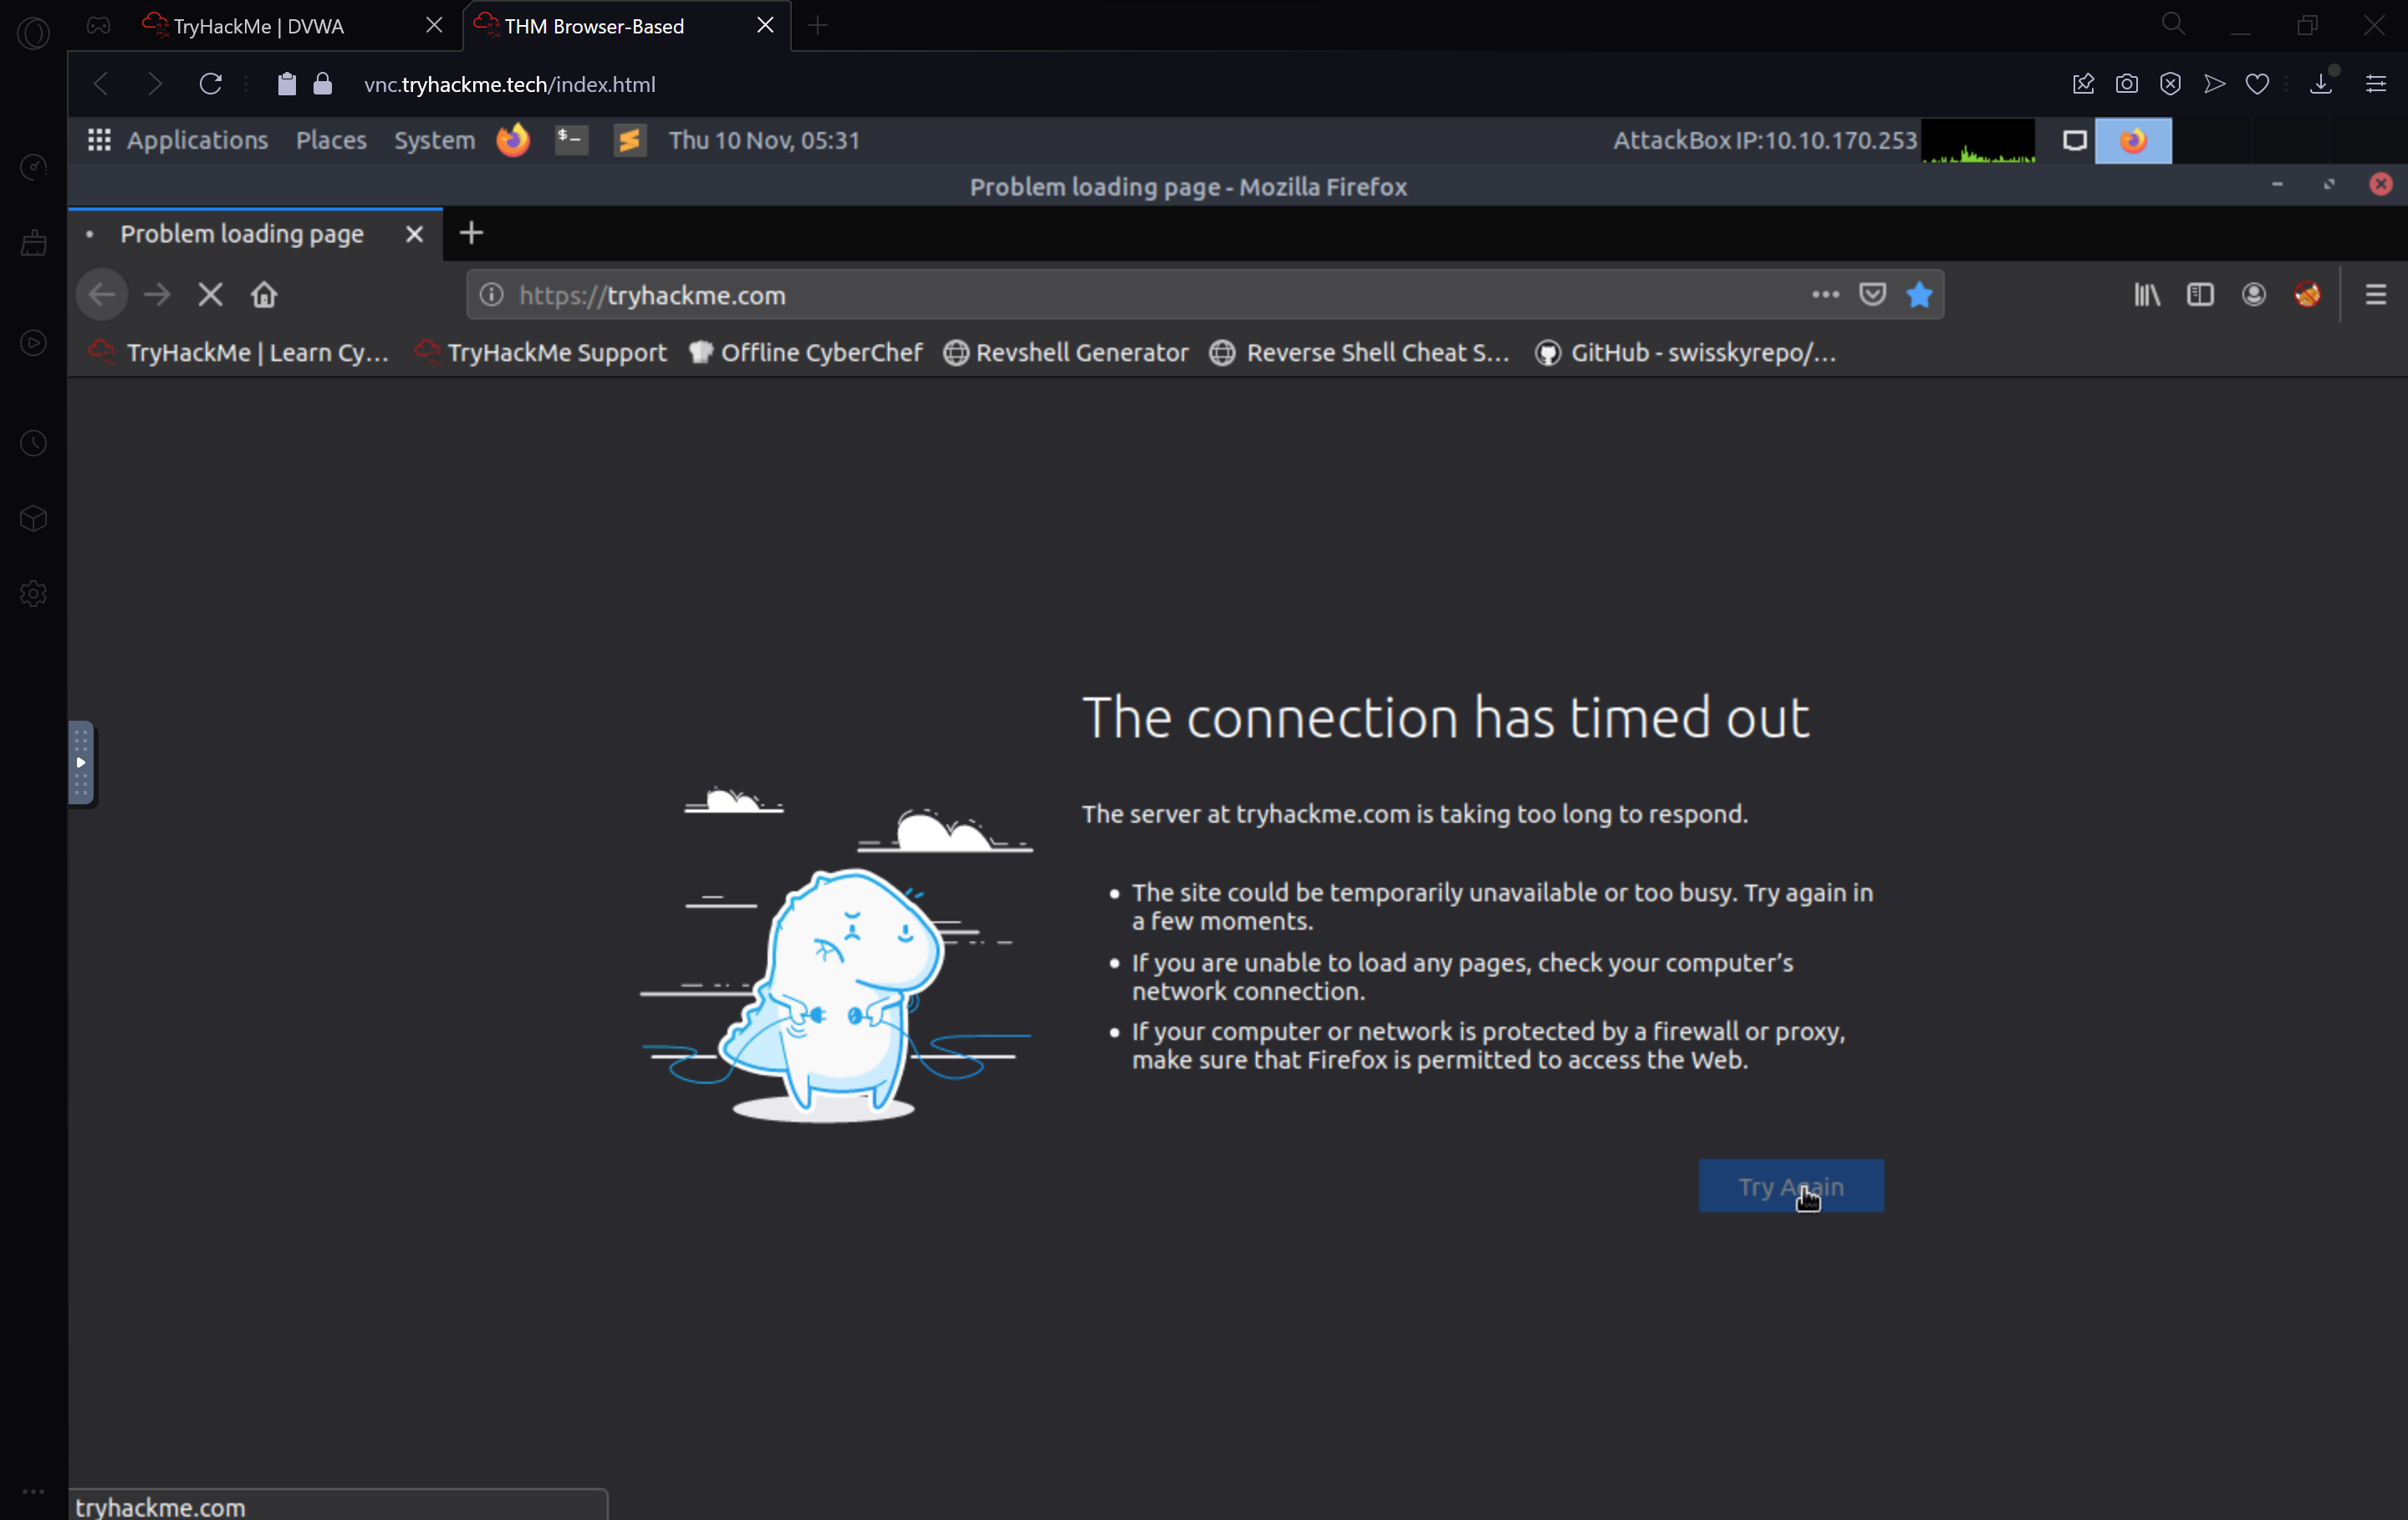 TryHackMe | DVWA
THM Browser-Based
vnc.tryhackme.tech/index.html
Applications Places System $_ Thu 10 Nov, 05:31 AttackBox IP:10.10.170.253
Problem loading page - Mozilla Firefox
Problem loading page
https://tryhackme.com
TryHackMe | Learn Cy... TryHackMe Support Offline CyberChef Revshell Generator Reverse Shell Cheat S... GitHub - swisskyrepo/...
The connection has timed out
The server at tryhackme.com is taking too long to respond.
• The site could be temporarily unavailable or too busy. Try again in
a few moments.
• If you are unable to load any pages, check your computer’s
network connection.
• If your computer or network is protected by a firewall or proxy,
make sure that Firefox is permitted to access the Web.
Try Again
tryhackme.com